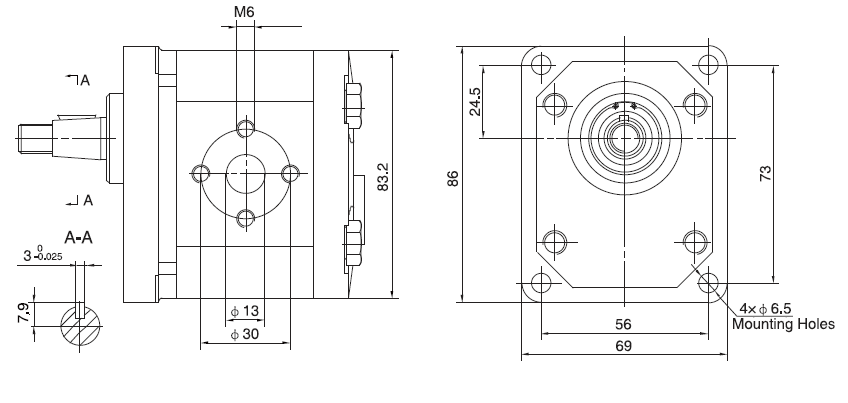 M6
A
A
A-A
3 0 -0.025
7,9
ϕ 13
ϕ 30
83.2
24.5
86
73
4×ϕ 6.5
Mounting Holes
56
69